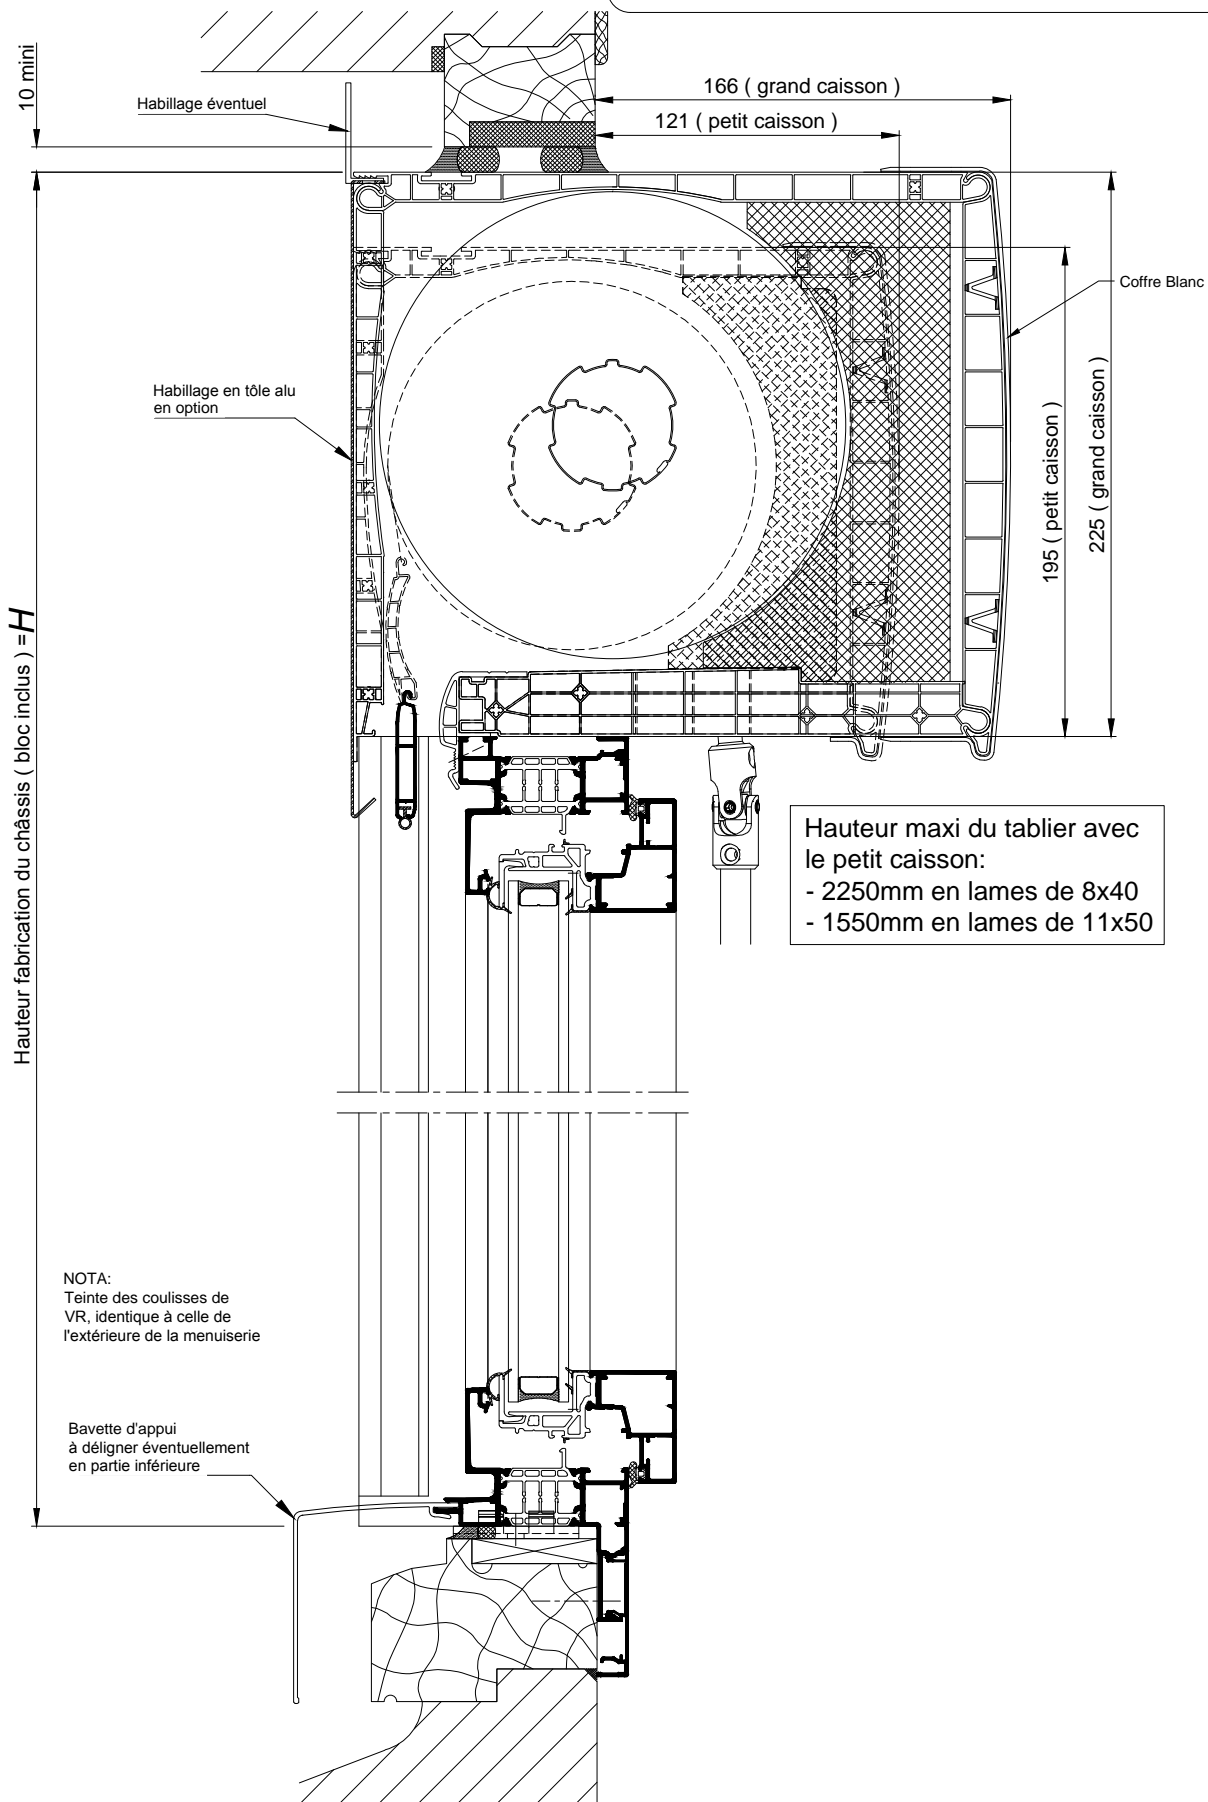 10 mini
Habillage éventuel
166 ( grand caisson )
121 ( petit caisson )
Coffre Blanc
Habillage en tôle alu
en option
195 ( petit caisson )
225 ( grand caisson )
Hauteur fabrication du châssis ( bloc inclus ) =H
Hauteur maxi du tablier avec
le petit caisson:
- 2250mm en lames de 8x40
- 1550mm en lames de 11x50
NOTA:
Teinte des coulisses de
VR, identique à celle de
l'extérieure de la menuiserie
Bavette d'appui
à déligner éventuellement
en partie inférieure